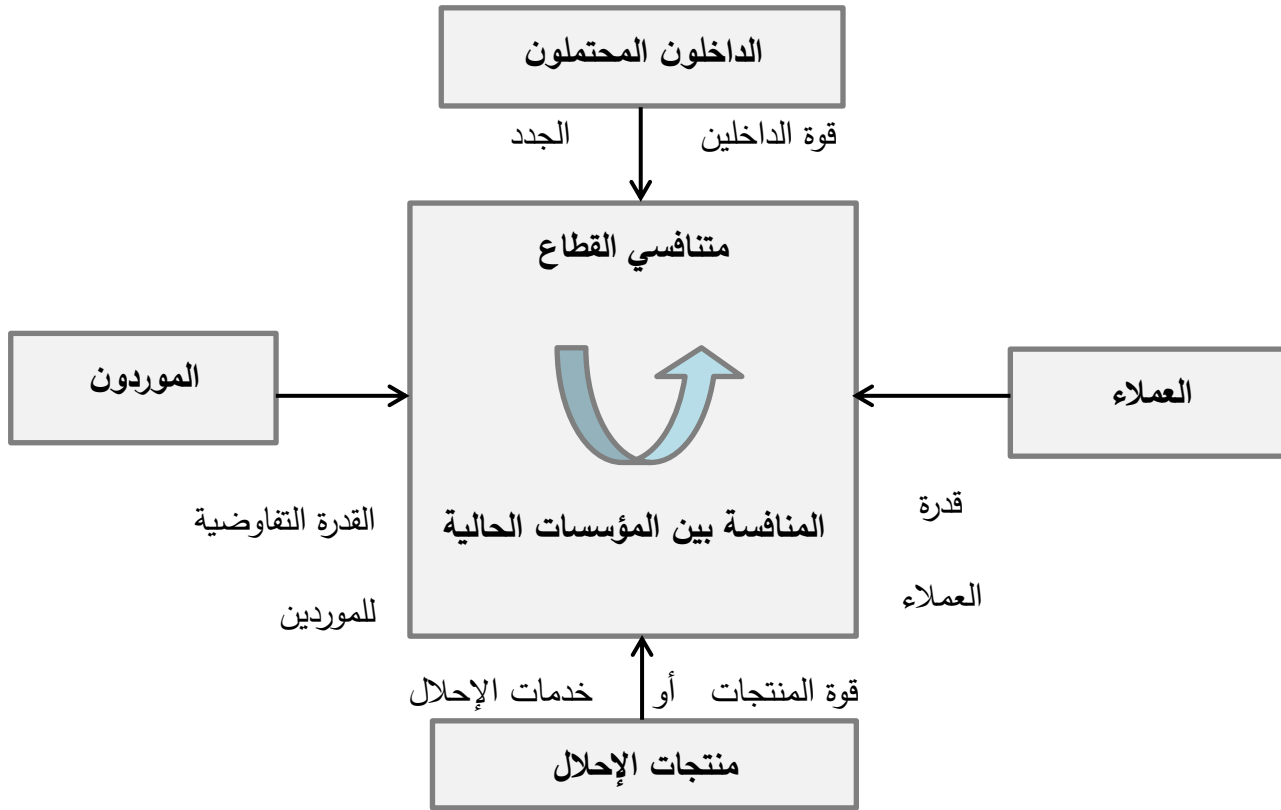 الداخلون المحتملون
قوة الداخلين الجدد
متنافسي القطاع
الموردون
العملاء
القدرة التفاوضية
للموردين
المنافسة بين المؤسسات الحالية
قدرة
العملاء
قوة المنتجات أو خدمات الإحلال
منتجات الإحلال